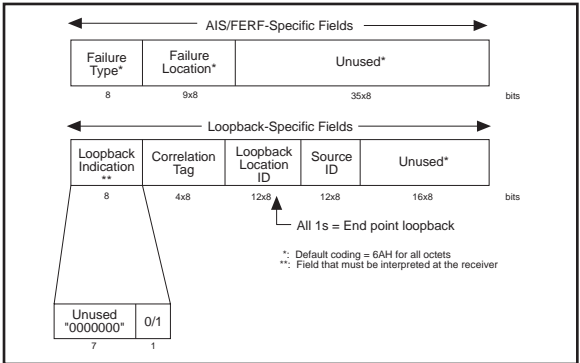 AIS/FERF-Specific Fields
Failure Type*
Failure Location*
Unused*
8
9x8
35x8
bits
Loopback-Specific Fields
Loopback Indication **
Correlation Tag
Loopback Location ID
Source ID
Unused*
8
4x8
12x8
12x8
16x8
bits
All 1s = End point loopback
*: Default coding = 6AH for all octets
**: Field that must be interpreted at the receiver
Unused "0000000"
0/1
7
1